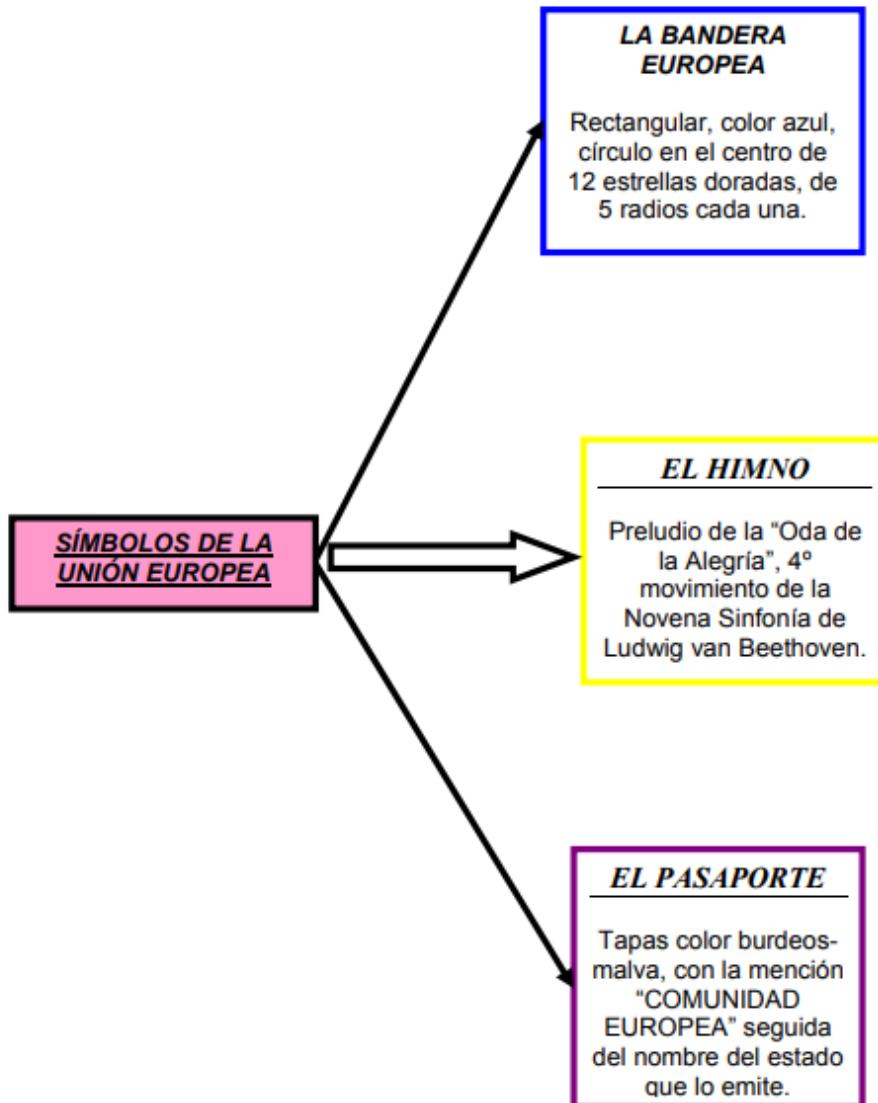 LA BANDERA
EUROPEA
Rectangular, color azul,
círculo en el centro de
12 estrellas doradas, de
5 radios cada una.
EL HIMNO
Preludio de la “Oda de
la Alegría”, 4º
movimiento de la
Novena Sinfonía de
Ludwig van Beethoven.
SÍMBOLOS DE LA
UNIÓN EUROPEA
EL PASAPORTE
Tapas color burdeos-
malva, con la mención
“COMUNIDAD
EUROPEA” seguida
del nombre del estado
que lo emite.